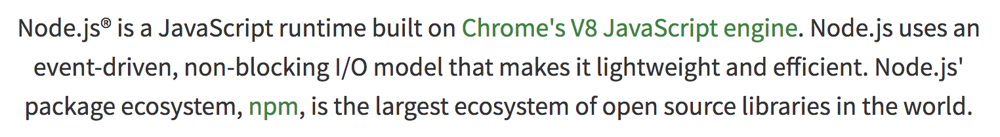 Node.js® is a JavaScript runtime built on Chrome's V8 JavaScript engine. Node.js uses an
event-driven, non-blocking I/O model that makes it lightweight and efficient. Node.js'
package ecosystem, npm, is the largest ecosystem of open source libraries in the world.